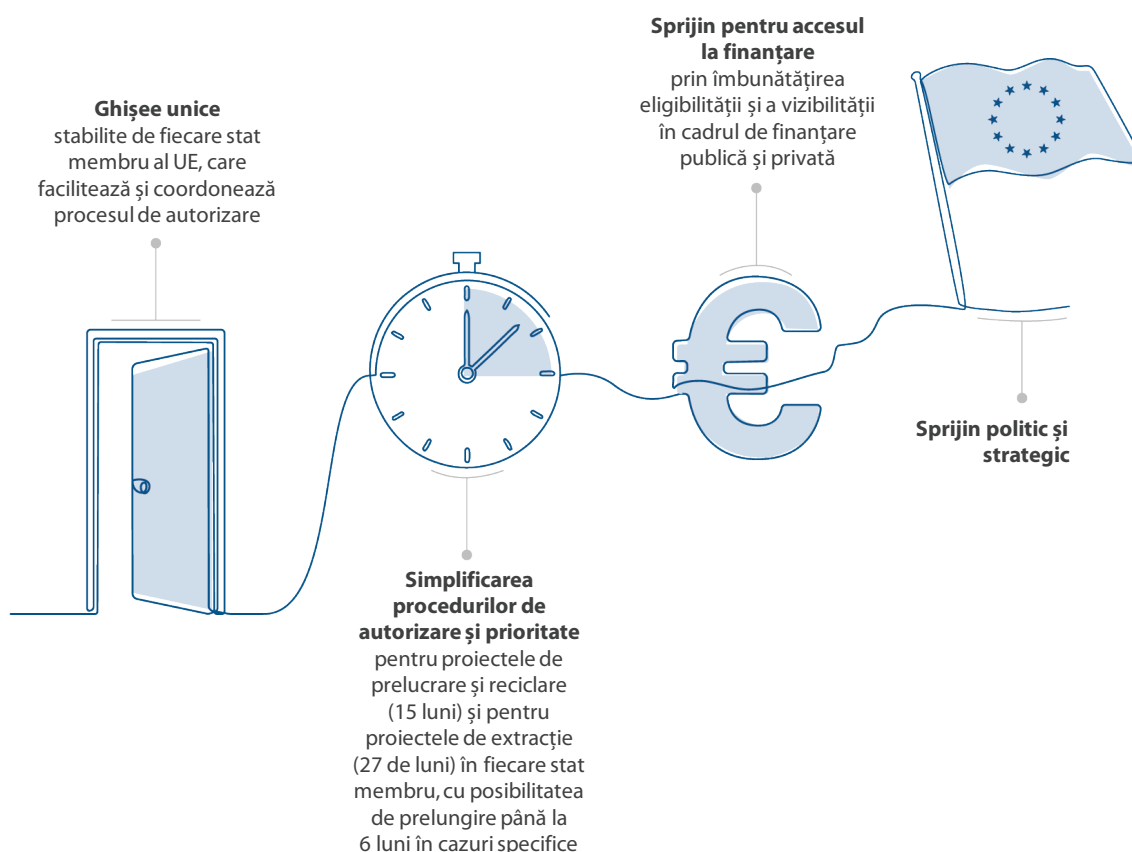 Ghișee unice
stabilite de fiecare stat
membru al UE, care
facilitează și coordonează
procesul de autorizare
Simplificarea
procedurilor de
autorizare și prioritate
pentru proiectele de
prelucrare și reciclare
(15 luni) și pentru
proiectele de extracție
(27 de luni) în fiecare stat
membru, cu posibilitatea
de prelungire până la
6 luni în cazuri specifice
Sprijin pentru accesul
la finanțare
prin îmbunătățirea
eligibilității și a vizibilității
în cadrul de finanțare
publică și privată
Sprijin politic și
strategic